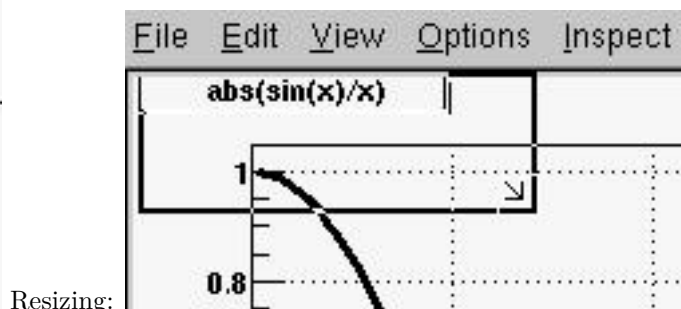 File Edit View Options Inspect
abs(sin(x)/x)
1
0.8
Resizing: